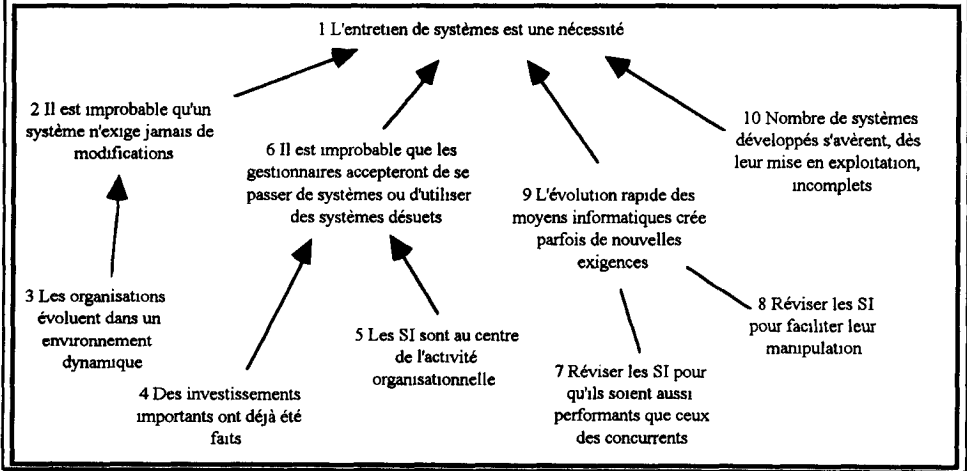 1 L'entretien de systèmes est une nécessité
2 Il est improbable qu'un
système n'exige jamais de
modifications
6 Il est improbable que les
gestionnaires accepteront de se
passer de systèmes ou d'utiliser
des systèmes désuets
9 L'évolution rapide des
moyens informatiques crée
parfois de nouvelles
exigences
10 Nombre de systèmes
développés s'avèrent, dès
leur mise en exploitation,
incomplets
3 Les organisations
évoluent dans un
environnement
dynamique
4 Des investissements
importants ont déjà été
faits
5 Les SI sont au centre
de l'activité
organisationnelle
7 Réviser les SI pour
qu'ils soient aussi
performants que ceux
des concurrents
8 Réviser les SI
pour faciliter leur
manipulation